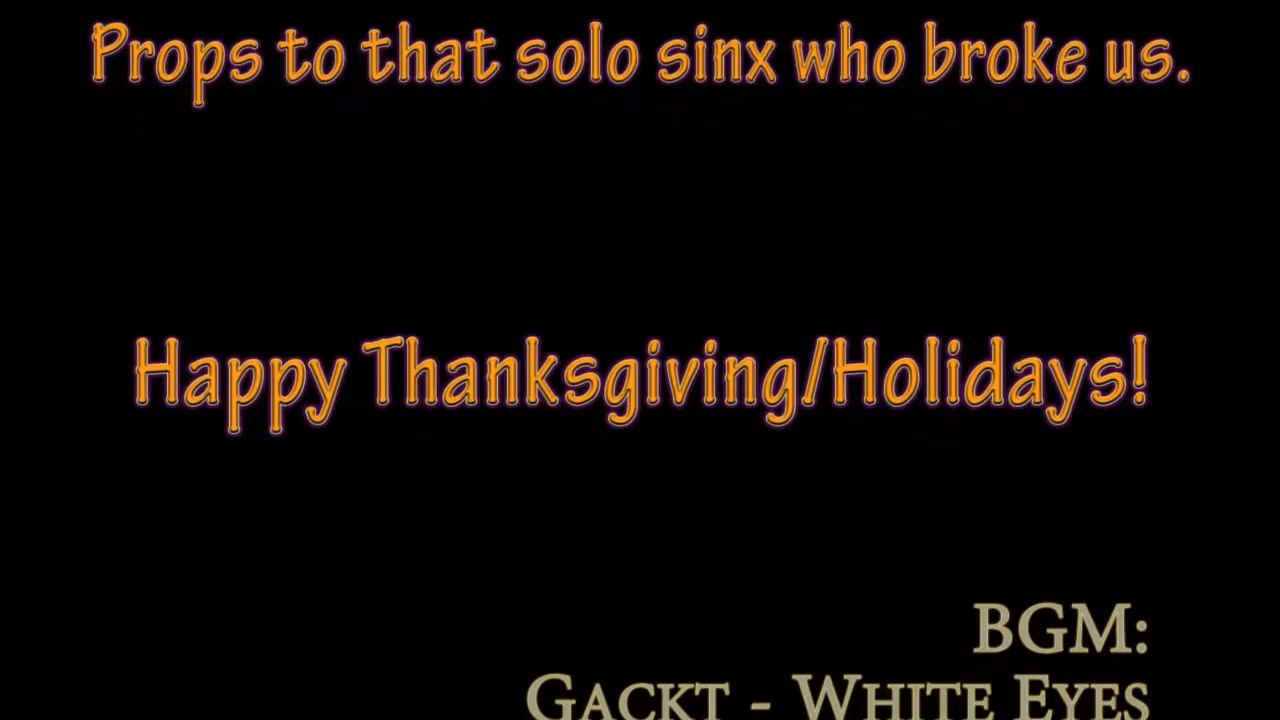 Props to that solo sinx who broke us.
Happy Thanksgiving/Holidays!
BGM:
Gackt - White Eyes